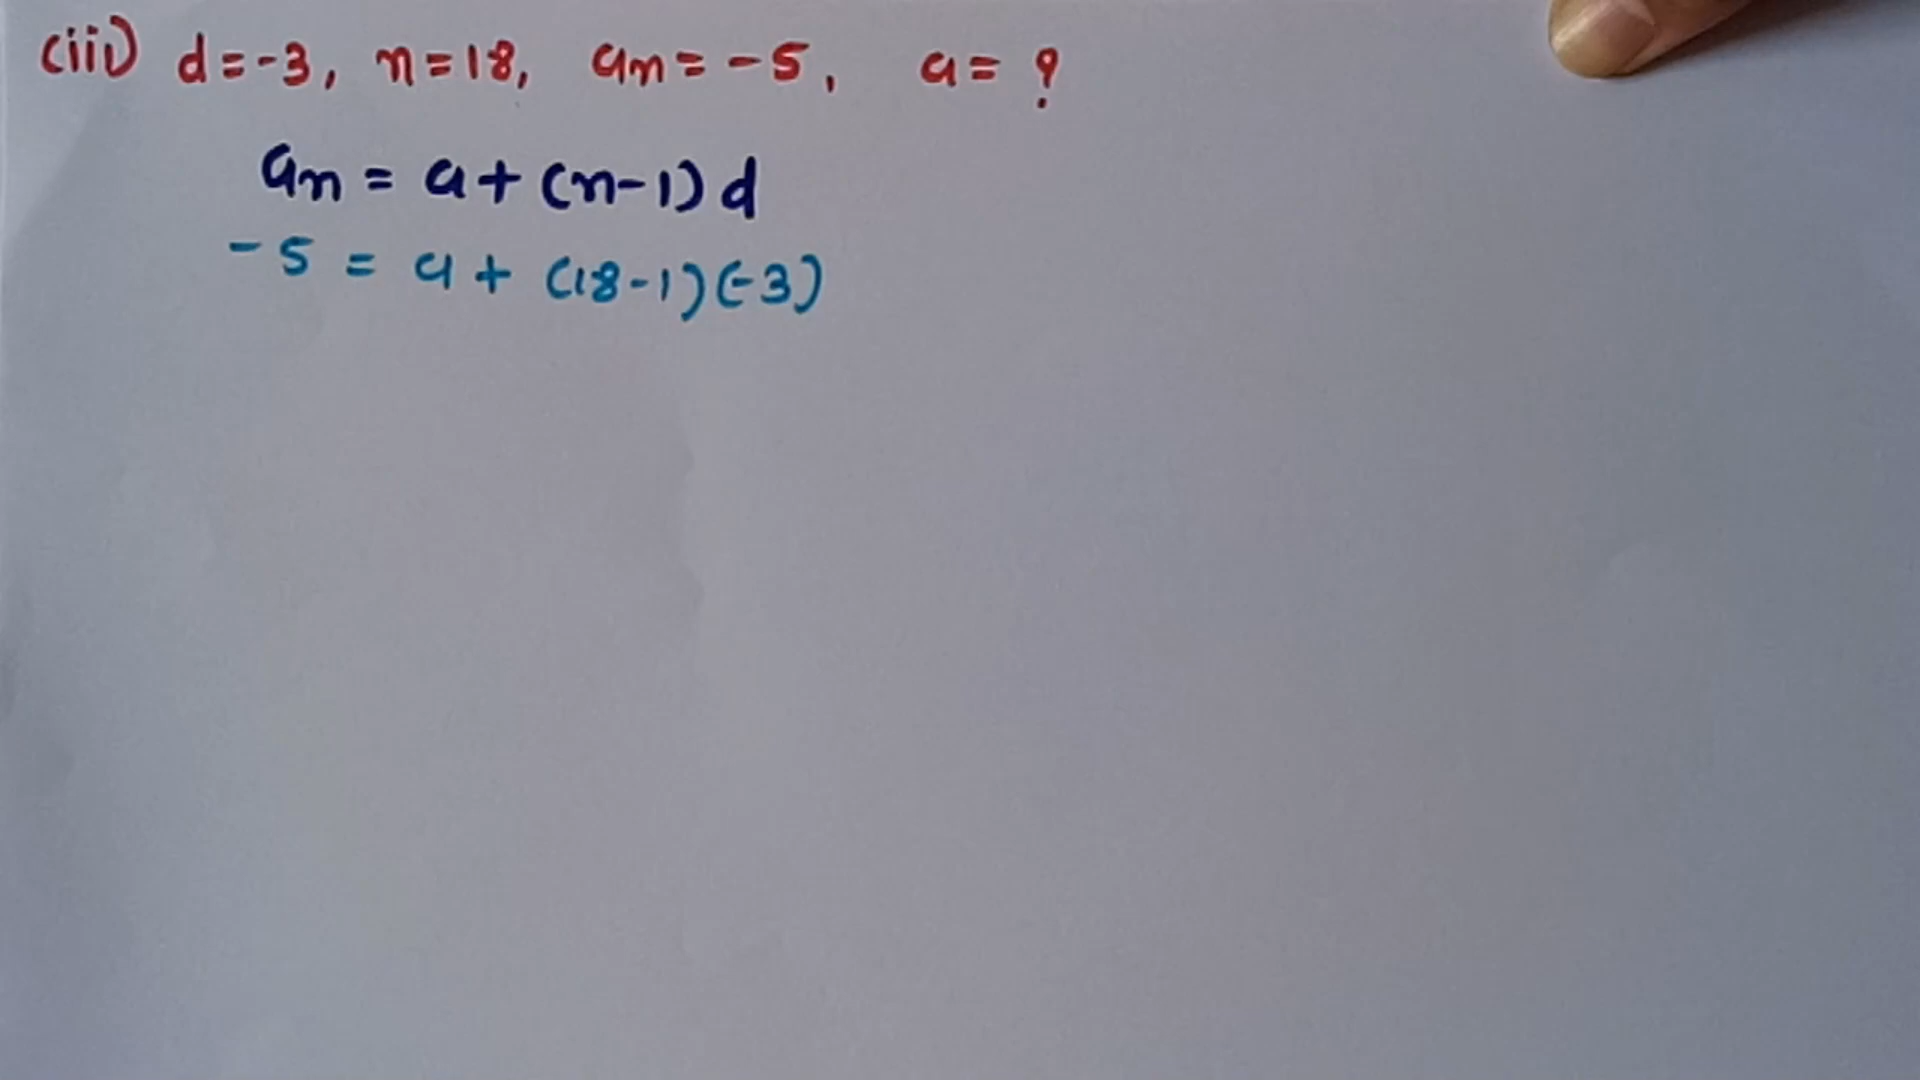 (iii) d=-3, n=18, an=-5, a=?
an = a+(n-1)d
-5 = a+(18-1)(-3)